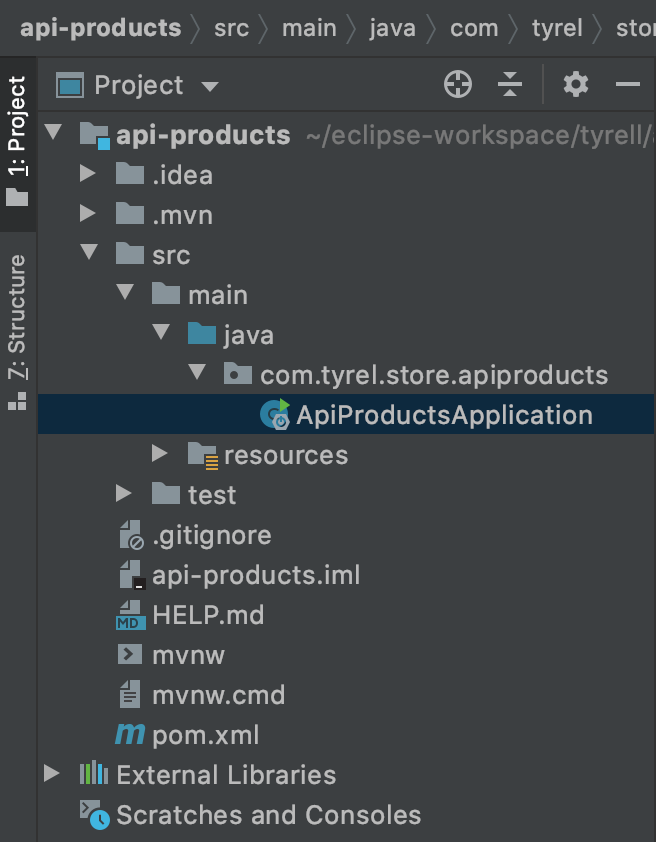 api-products 〉 src 〉 main 〉 java 〉 com 〉 tyrel 〉
1: Project
7: Structure
Project
api-products ~/eclipse-workspace/tyrell/
.idea
.mvn
src
main
java
com.tyrel.store.apiproducts
ApiProductsApplication
resources
test
.gitignore
api-products.iml
MD HELP.md
mvnw
mvnw.cmd
m pom.xml
External Libraries
Scratches and Consoles